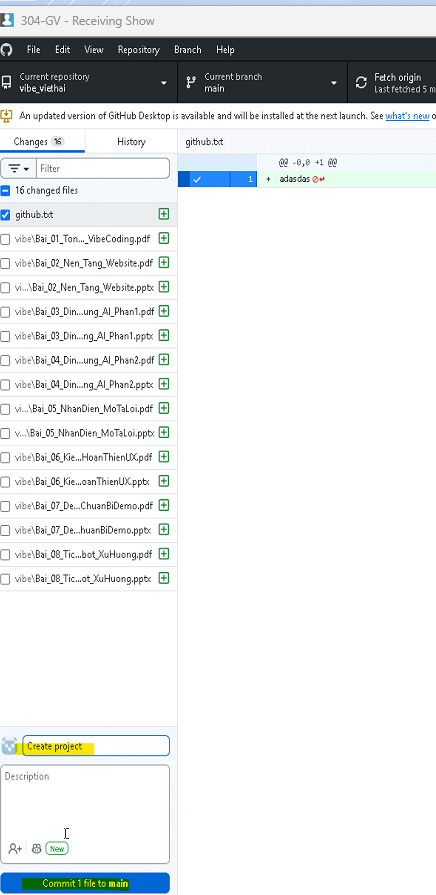 304-GV - Receiving Show
File Edit View Repository Branch Help
Current repository
vibe_viethai
Current branch
main
Fetch origin
Last fetched 5 m
An updated version of GitHub Desktop is available and will be installed at the next launch. See what's new o
Changes 16
History
github.txt
Filter
@@ -0,0 +1 @@
16 changed files
1 + adasdas
github.txt
vibe\Bai_01_Ton..._VibeCoding.pdf
vibe\Bai_02_Nen_Tang_Website.pdf
vi...\Bai_02_Nen_Tang_Website.pptx
vibe\Bai_03_Din...ung_AI_Phan1.pdf
vibe\Bai_03_Din...ng_AI_Phan1.pptx
vibe\Bai_04_Din...ung_AI_Phan2.pdf
vibe\Bai_04_Din...ng_AI_Phan2.pptx
vi...\Bai_05_NhanDien_MoTaLoi.pdf
v...\Bai_05_NhanDien_MoTaLoi.pptx
vibe\Bai_06_Kie...HoanThienUX.pdf
vibe\Bai_06_Kie...oanThienUX.pptx
vibe\Bai_07_De...ChuanBiDemo.pdf
vibe\Bai_07_De...huanBiDemo.pptx
vibe\Bai_08_Tic...bot_XuHuong.pdf
vibe\Bai_08_Tic...ot_XuHuong.pptx
Create project
Description
New
Commit 1 file to main